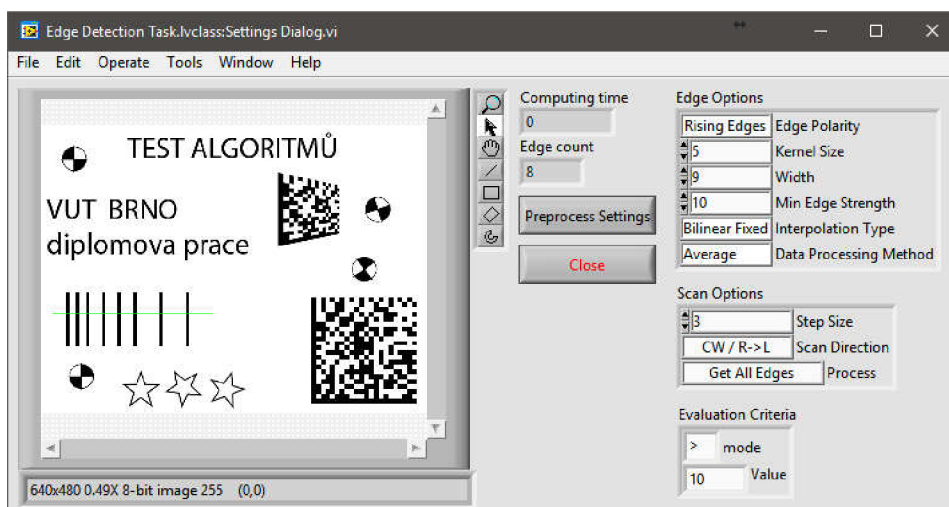 Edge Detection Task.lvclass:Settings Dialog.vi
File Edit Operate Tools Window Help
TEST ALGORITMŮ
VUT BRNO
diplomova prace
640x480 0.49X 8-bit image 255 (0,0)
Computing time
0
Edge count
8
Preprocess Settings
Close
Edge Options
Rising Edges Edge Polarity
5 Kernel Size
9 Width
10 Min Edge Strength
Bilinear Fixed Interpolation Type
Average Data Processing Method
Scan Options
3 Step Size
CW / R->L Scan Direction
Get All Edges Process
Evaluation Criteria
> mode
10 Value